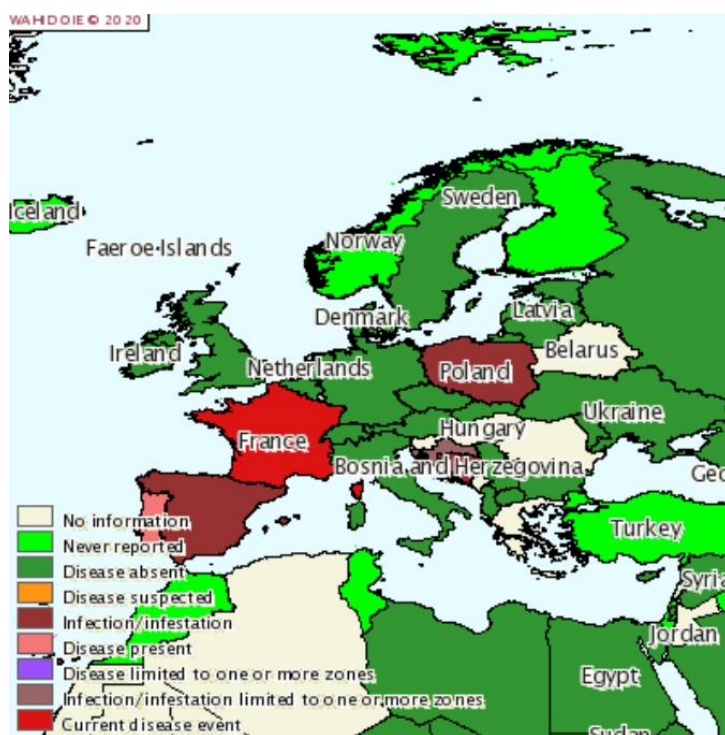 WAHIDOIE © 2020
Sweden
Iceland
Norway
Faeroe-Islands
Denmark
Latvia
Ireland
Belarus
Netherlands
Poland
Ukraine
Hungary
France
Bosnia and Herzegovina
Geo
No information
Turkey
Never reported
Disease absent
Syria
Disease suspected
Infection/infestation
Jordan
Disease present
Disease limited to one or more zones
Egypt
Infection/infestation limited to one or more zones
Current disease event
Sudan